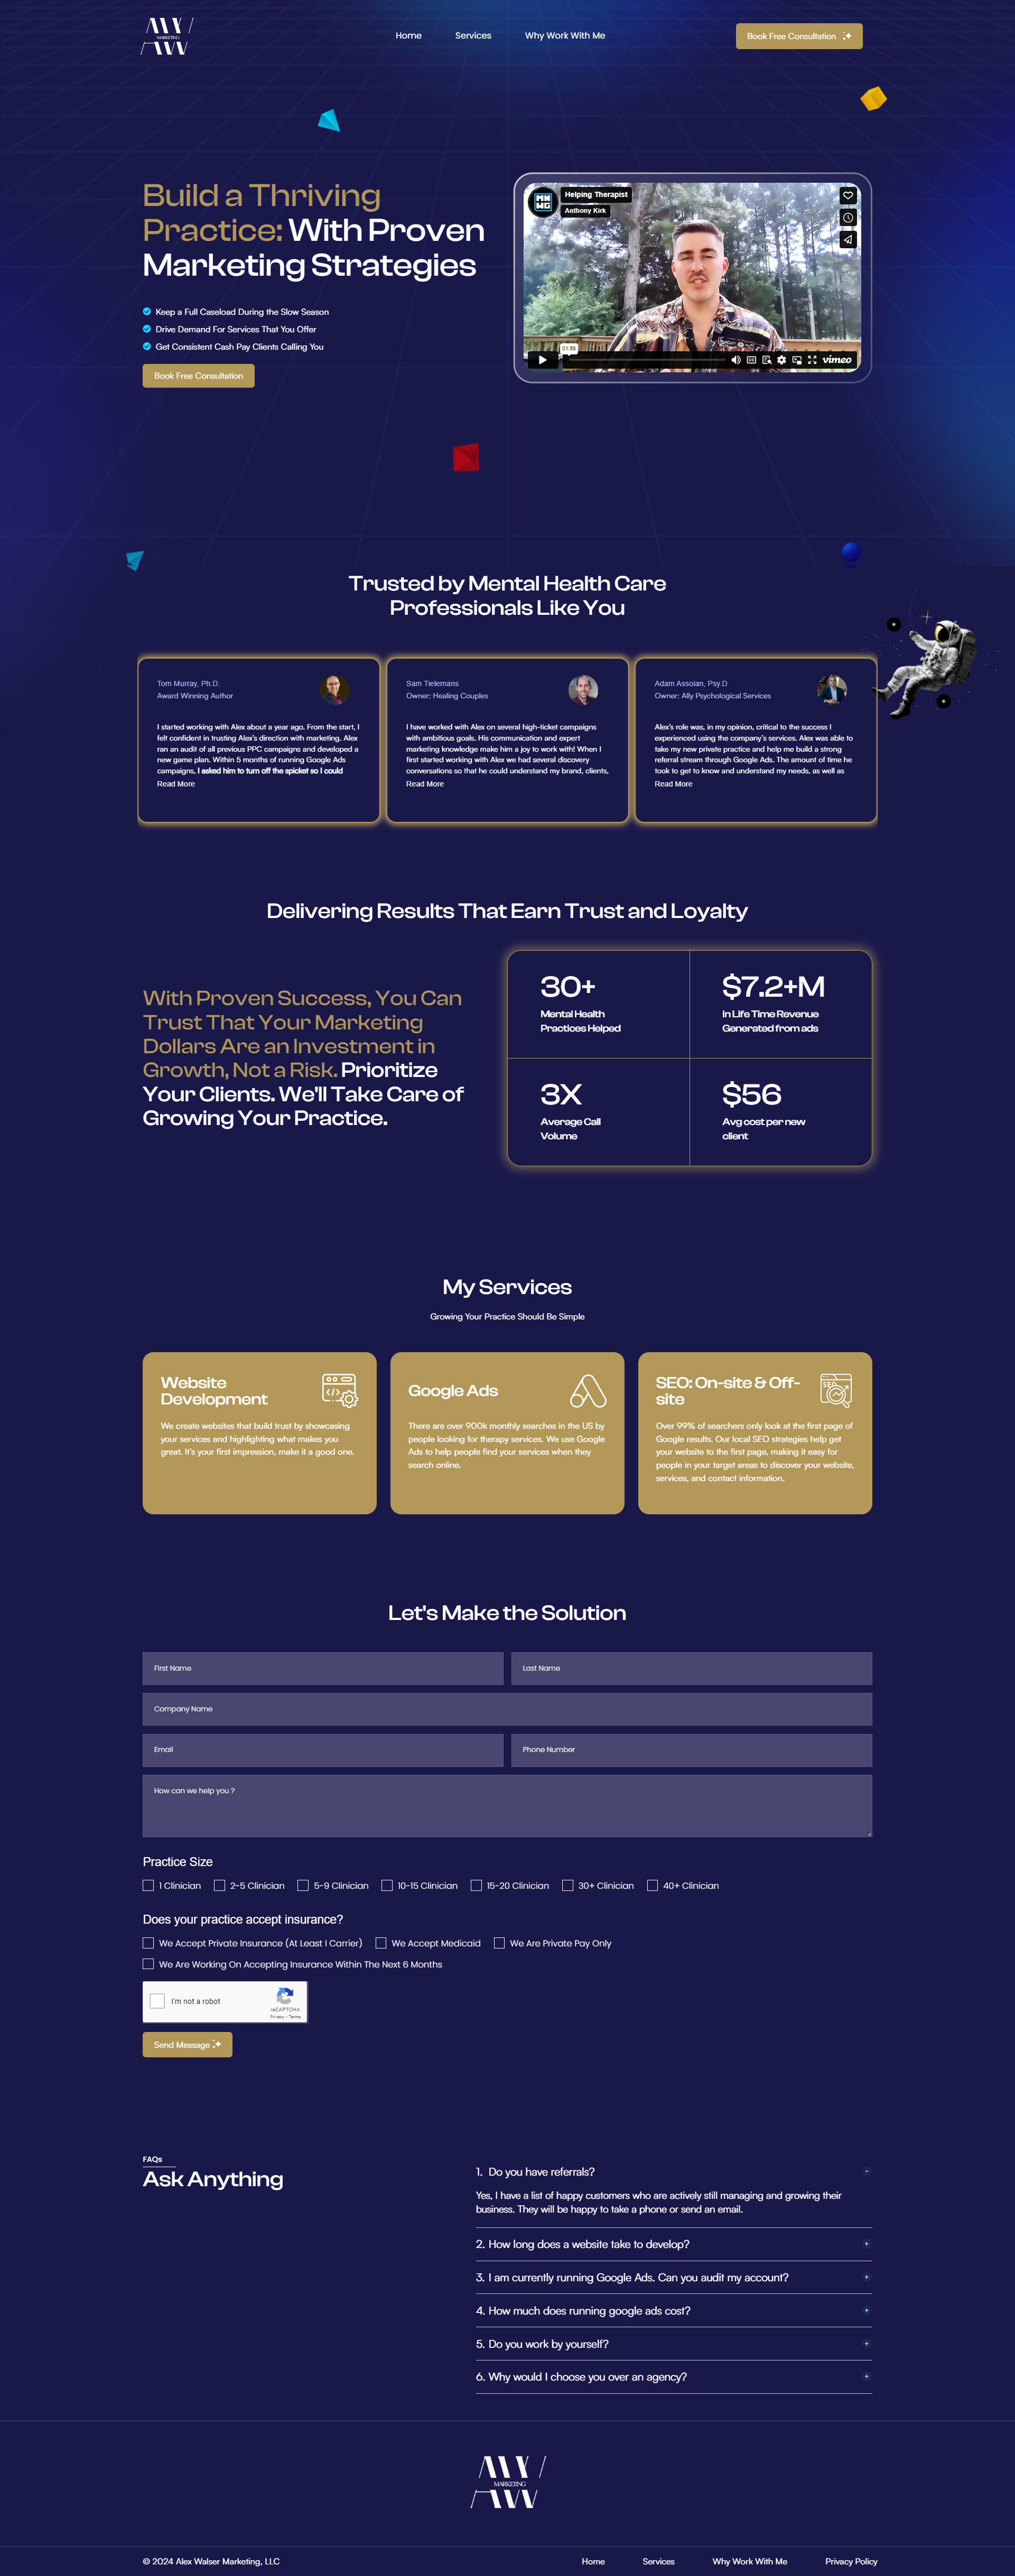 MARKETING
Home
Services
Why Work With Me
Book Free Consultation
Build a Thriving
Practice: With Proven
Marketing Strategies
Keep a Full Caseload During the Slow Season
Drive Demand For Services That You Offer
Get Consistent Cash Pay Clients Calling You
Book Free Consultation
Helping Therapist
Anthony Kirk
01:58
vimeo
Trusted by Mental Health Care
Professionals Like You
Tom Murray, Ph.D.
Award Winning Author
I started working with Alex about a year ago. From the start, I
felt confident in trusting Alex's direction with marketing. Alex
ran an audit of all previous PPC campaigns and developed a
new game plan. Within 5 months of running Google Ads
campaigns, I asked him to turn off the spicket so I could
Read More
Sam Tielemans
Owner: Healing Couples
I have worked with Alex on several high-ticket campaigns
with ambitious goals. His communication and expert
marketing knowledge make him a joy to work with! When I
first started working with Alex we had several discovery
conversations so that he could understand my brand, clients,
Read More
Adam Assoian, Psy.D
Owner: Ally Psychological Services
Alex's role was, in my opinion, critical to the success I
experienced using the company's services. Alex was able to
take my new private practice and help me build a strong
referral stream through Google Ads. The amount of time he
took to get to know and understand my needs, as well as
Read More
Delivering Results That Earn Trust and Loyalty
With Proven Success, You Can
Trust That Your Marketing
Dollars Are an Investment in
Growth, Not a Risk. Prioritize
Your Clients. We'll Take Care of
Growing Your Practice.
30+
Mental Health
Practices Helped
$7.2+M
In Life Time Revenue
Generated from ads
3X
Average Call
Volume
$56
Avg cost per new
client
My Services
Growing Your Practice Should Be Simple
Website
Development
We create websites that build trust by showcasing
your services and highlighting what makes you
great. It's your first impression, make it a good one.
Google Ads
There are over 900k monthly searches in the US by
people looking for therapy services. We use Google
Ads to help people find your services when they
search online.
SEO: On-site & Off-
site
SEO
Over 99% of searchers only look at the first page of
Google results. Our local SEO strategies help get
your website to the first page, making it easy for
people in your target areas to discover your website,
services, and contact information.
Let's Make the Solution
First Name
Last Name
Company Name
Email
Phone Number
How can we help you ?
Practice Size
1 Clinician
2-5 Clinician
5-9 Clinician
10-15 Clinician
15-20 Clinician
30+ Clinician
40+ Clinician
Does your practice accept insurance?
We Accept Private Insurance (At Least 1 Carrier)
We Accept Medicaid
We Are Private Pay Only
We Are Working On Accepting Insurance Within The Next 6 Months
I'm not a robot
reCAPTCHA
Privacy - Terms
Send Message
FAQs
Ask Anything
1. Do you have referrals?
Yes, I have a list of happy customers who are actively still managing and growing their
business. They will be happy to take a phone or send an email.
2. How long does a website take to develop?
3. I am currently running Google Ads. Can you audit my account?
4. How much does running google ads cost?
5. Do you work by yourself?
6. Why would I choose you over an agency?
MARKETING
© 2024 Alex Walser Marketing, LLC
Home
Services
Why Work With Me
Privacy Policy